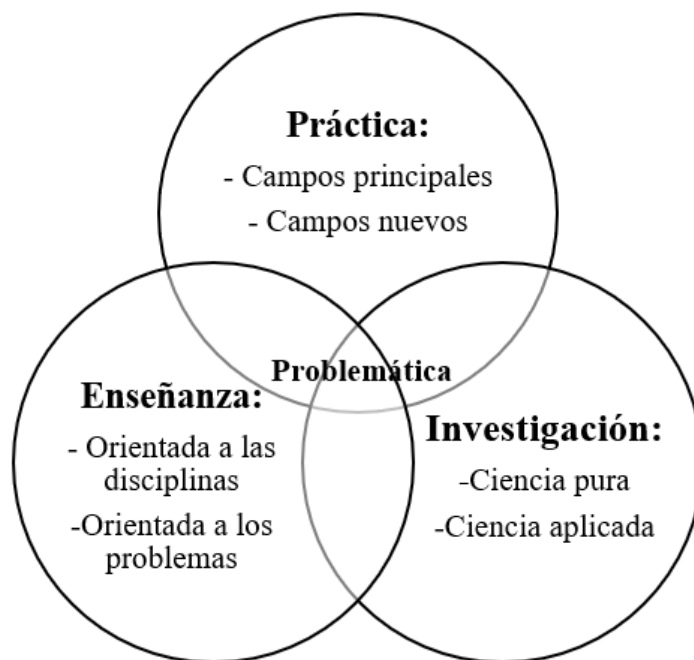 Práctica:
- Campos principales
- Campos nuevos
Problemática
Enseñanza:
- Orientada a las
disciplinas
-Orientada a los
problemas
Investigación:
-Ciencia pura
-Ciencia aplicada